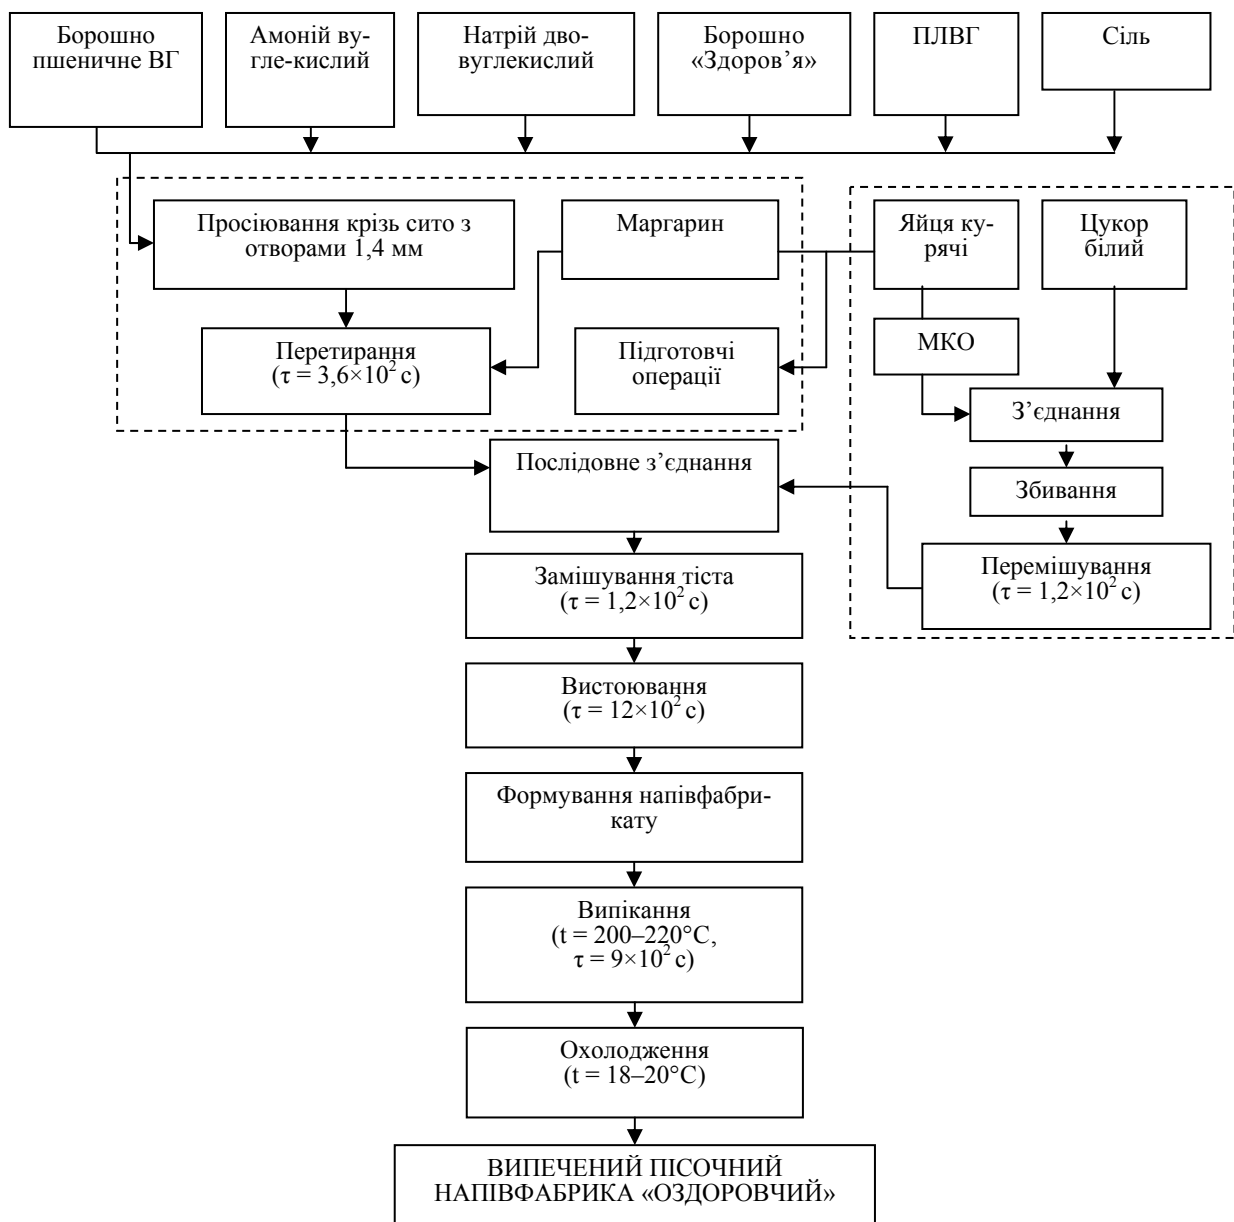 Борошно
пшеничне ВГ
Амоній ву-
гле-кислий
Натрій дво-
вуглекислий
Борошно
«Здоров’я»
ПЛВГ
Сіль
Просіювання крізь сито з
отворами 1,4 мм
Маргарин
Яйця ку-
рячі
Цукор
білий
Перетирання
(τ = 3,6×10² с)
Підготовчі
операції
МКО
З’єднання
Послідовне з’єднання
Збивання
Замішування тіста
(τ = 1,2×10² с)
Перемішування
(τ = 1,2×10² с)
Вистоювання
(τ = 12×10² с)
Формування напівфабри-
кату
Випікання
(t = 200–220°С,
τ = 9×10² с)
Охолодження
(t = 18–20°С)
ВИПЕЧЕНИЙ ПІСОЧНИЙ
НАПІВФАБРИКА «ОЗДОРОВЧИЙ»